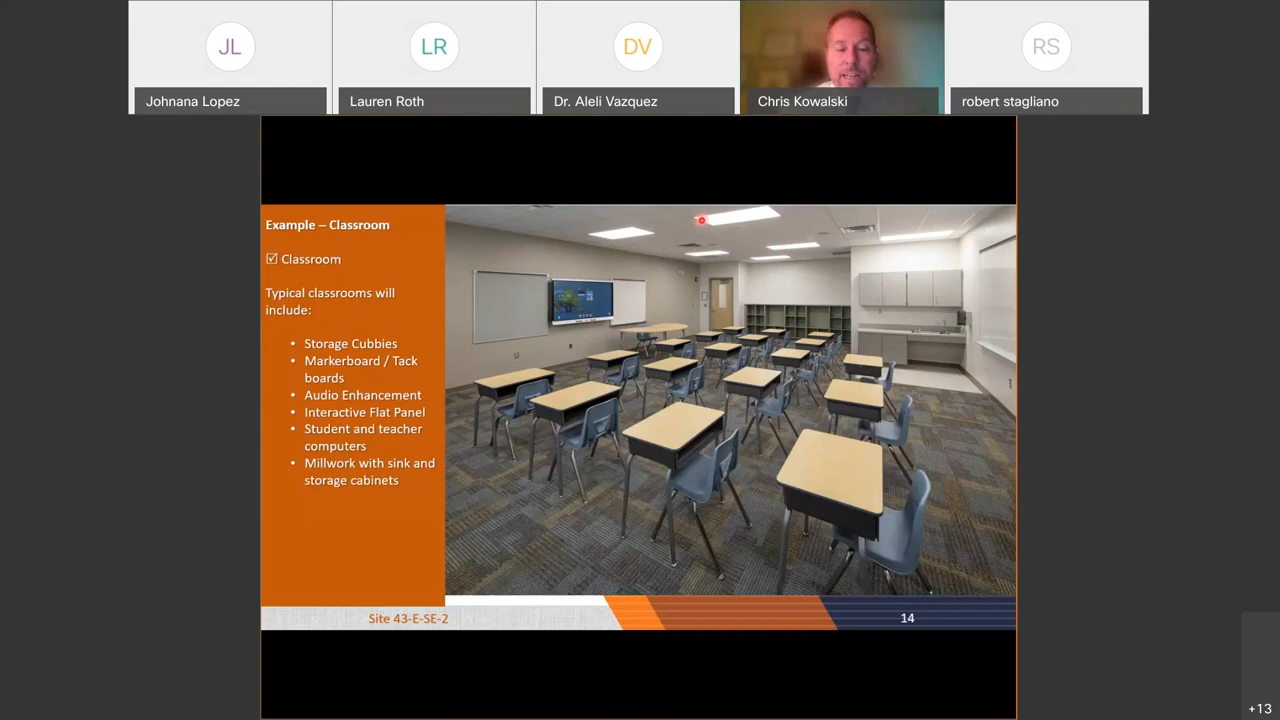 JL
LR
DV
RS
Johnana Lopez
Lauren Roth
Dr. Aleli Vazquez
Chris Kowalski
robert stagliano
Example – Classroom
☑ Classroom
Typical classrooms will
include:
• Storage Cubbies
• Markerboard / Tack
boards
• Audio Enhancement
• Interactive Flat Panel
• Student and teacher
computers
• Millwork with sink and
storage cabinets
Site 43-E-SE-2
14
+13